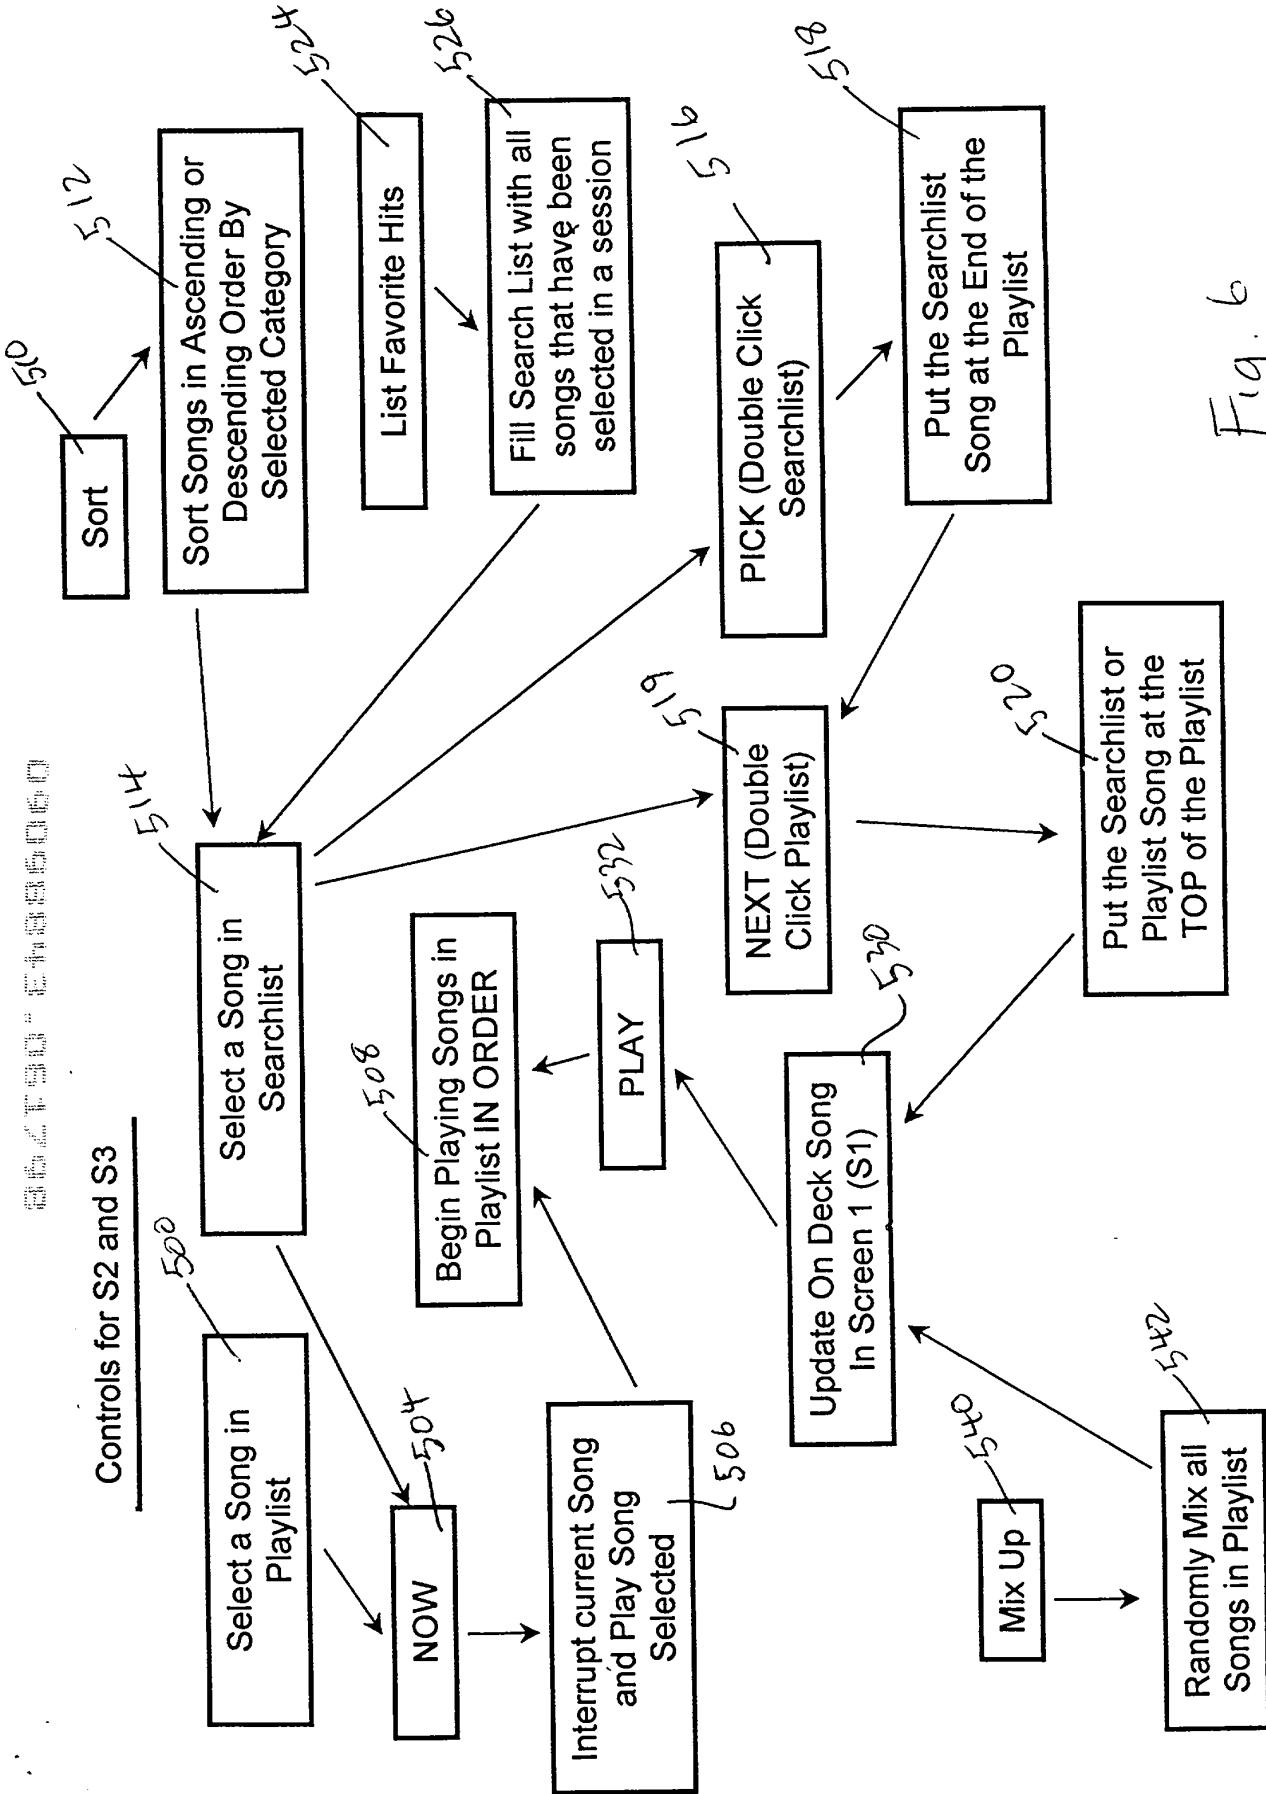 Controls for S2 and S3
500
Select a Song in
Playlist
514
Select a Song in
Searchlist
510
Sort
512
Sort Songs in Ascending or
Descending Order By
Selected Category
524
List Favorite Hits
526
Fill Search List with all
songs that have been
selected in a session
504
NOW
506
Interrupt current Song
and Play Song
Selected
508
Begin Playing Songs in
Playlist IN ORDER
532
PLAY
516
PICK (Double Click
Searchlist)
518
Put the Searchlist
Song at the End of the
Playlist
519
NEXT (Double
Click Playlist)
520
Put the Searchlist or
Playlist Song at the
TOP of the Playlist
530
Update On Deck Song
In Screen 1 (S1)
540
Mix Up
542
Randomly Mix all
Songs in Playlist
Fig. 6